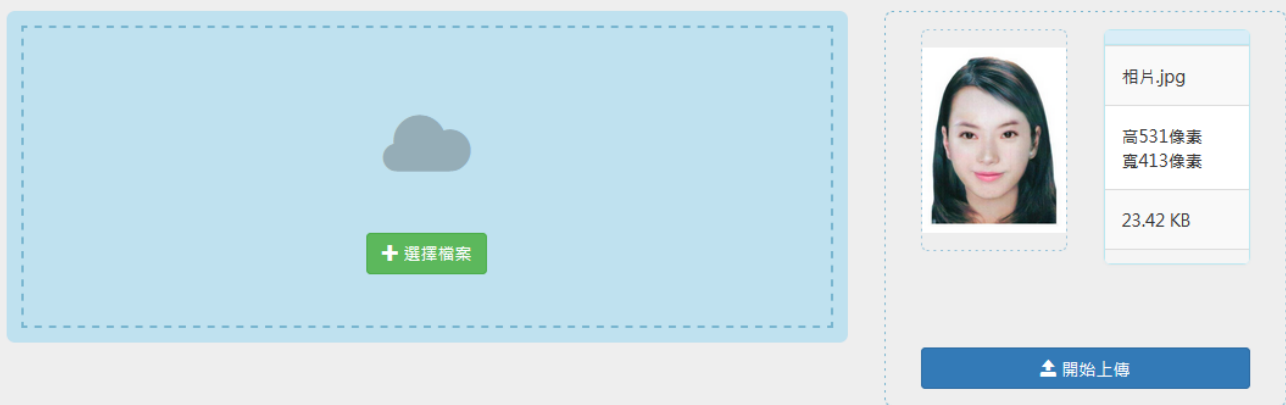 選擇檔案
相片.jpg
高531像素
寬413像素
23.42 KB
開始上傳